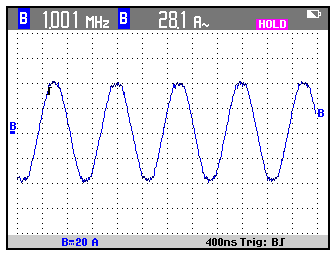 B 1.001 MHz B 28.1 A~
HOLD
B
B
B=20 A 400ns Trig: B∫